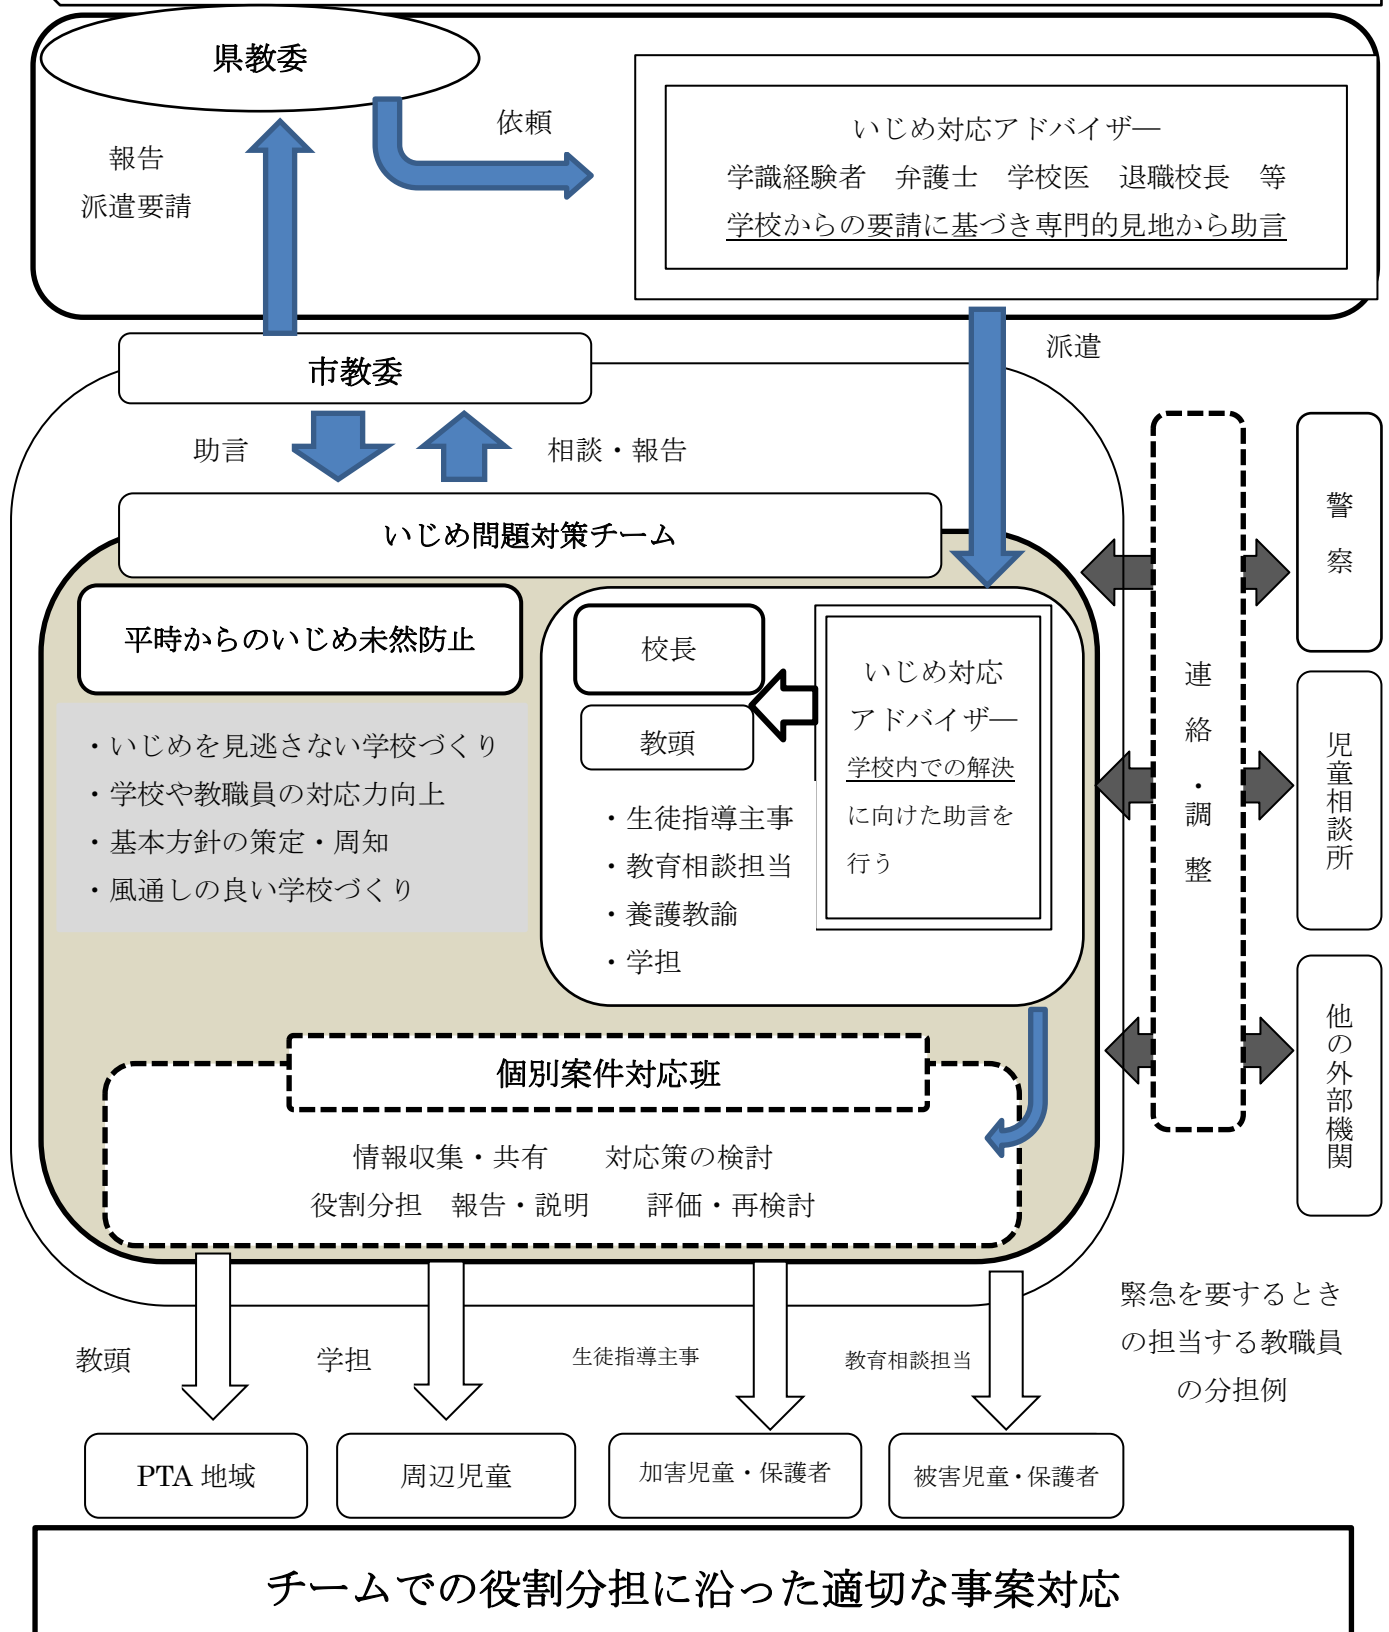 県教委
依頼
報告
派遣要請
いじめ対応アドバイザ―
学識経験者　弁護士　学校医　退職校長　等
学校からの要請に基づき専門的見地から助言
派遣
市教委
助言
相談・報告
いじめ問題対策チーム
平時からのいじめ未然防止
・いじめを見逃さない学校づくり
・学校や教職員の対応力向上
・基本方針の策定・周知
・風通しの良い学校づくり
校長
教頭
・生徒指導主事
・教育相談担当
・養護教諭
・学担
いじめ対応
アドバイザ―
学校内での解決
に向けた助言を
行う
連絡・調整
警察
児童相談所
他の外部機関
個別案件対応班
情報収集・共有　　対応策の検討
役割分担　報告・説明　　評価・再検討
緊急を要するとき
の担当する教職員
の分担例
教頭
学担
生徒指導主事
教育相談担当
PTA 地域
周辺児童
加害児童・保護者
被害児童・保護者
チームでの役割分担に沿った適切な事案対応